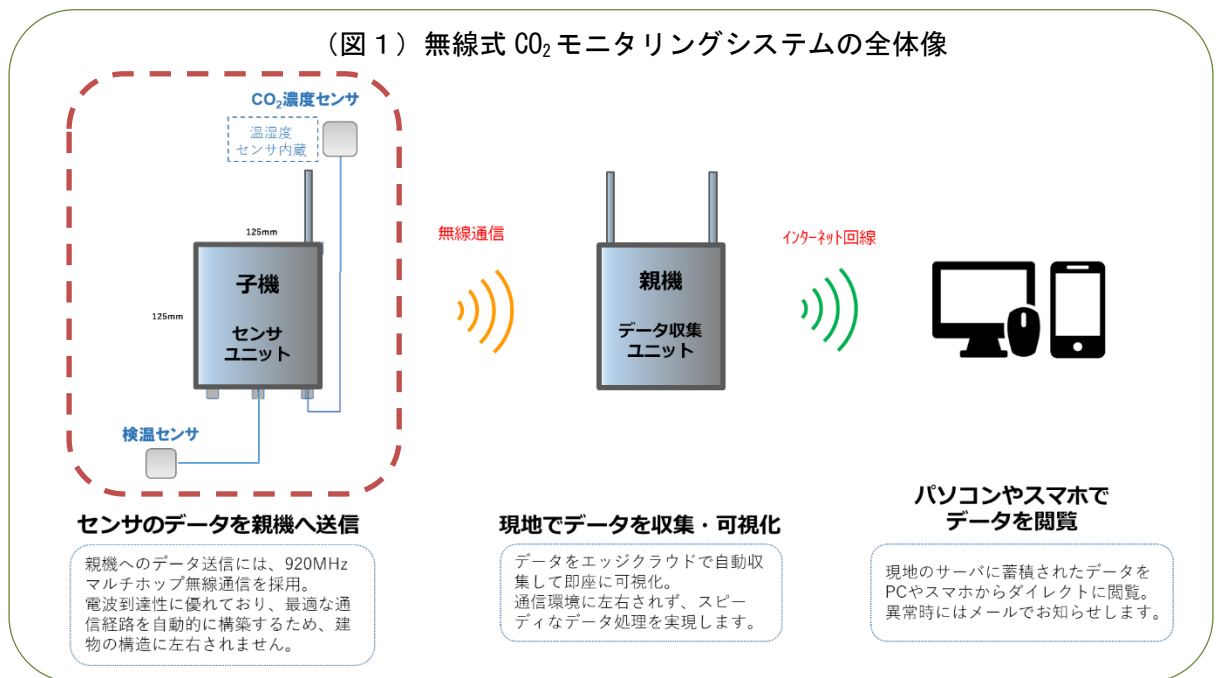 (図1)無線式 CO₂モニタリングシステムの全体像
CO₂濃度センサ
温湿度
センサ内蔵
125mm
125mm
子機
センサ
ユニット
検温センサ
無線通信
親機
データ収集
ユニット
インターネット回線
センサのデータを親機へ送信
親機へのデータ送信には、920MHz
マルチホップ無線通信を採用。
電波到達性に優れており、最適な通
信経路を自動的に構築するため、建
物の構造に左右されません。
現地でデータを収集・可視化
データをエッジクラウドで自動収
集して即座に可視化。
通信環境に左右されず、スピー
ディなデータ処理を実現します。
パソコンやスマホで
データを閲覧
現地のサーバに蓄積されたデータを
PCやスマホからダイレクトに閲覧。
異常時にはメールでお知らせします。